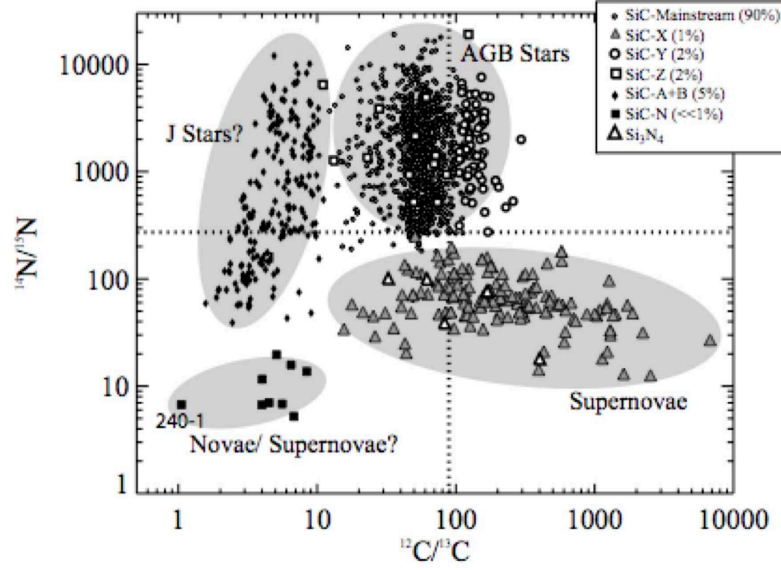 SiC-Mainstream (90%)
SiC-X (1%)
SiC-Y (2%)
SiC-Z (2%)
SiC-A+B (5%)
SiC-N (<<1%)
Si₃N₄
AGB Stars
J Stars?
Supernovae
240-1
Novae/ Supernovae?
10000
1000
100
10
1
¹⁴N/¹⁵N
1 10 100 1000 10000
¹²C/¹³C